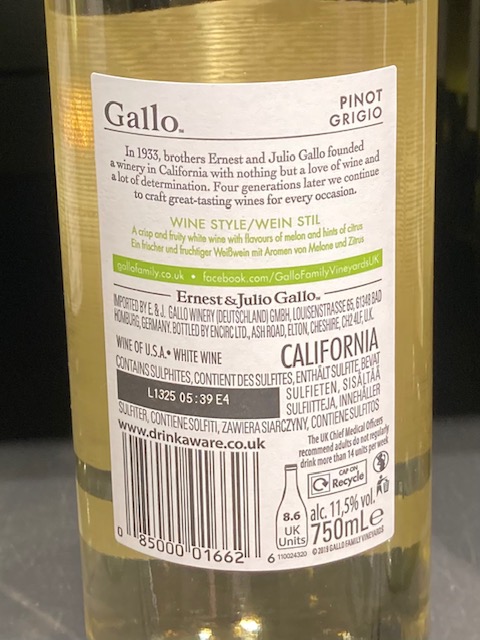 Gallo™
PINOT
GRIGIO
In 1933, brothers Ernest and Julio Gallo founded
a winery in California with nothing but a love of wine and
a lot of determination. Four generations later we continue
to craft great-tasting wines for every occasion.
WINE STYLE/WEIN STIL
A crisp and fruity white wine with flavours of melon and hints of citrus
Ein frischer und fruchtiger Weißwein mit Aromen von Melone und Zitrus
gallofamily.co.uk • facebook.com/GalloFamilyVineyardsUK
Ernest & Julio Gallo™
IMPORTED BY E. & J. GALLO WINERY (DEUTSCHLAND) GMBH, LOUISENSTRASSE 65, 61348 BAD
HOMBURG, GERMANY. BOTTLED BY ENCIRC LTD., ASH ROAD, ELTON, CHESHIRE, CH2 4LF, U.K.
WINE OF U.S.A. • WHITE WINE
CALIFORNIA
CONTAINS SULPHITES, CONTIENT DES SULFITES, ENTHÄLT SULFITE, BEVAT
L1325 05:39 E4
SULFIETEN, SISÄLTÄÄ
SULFIITTEJA, INNEHÅLLER
SULFITER, CONTIENE SOLFITI, ZAWIERA SIARCZYNY, CONTIENE SULFITOS
www.drinkaware.co.uk
The UK Chief Medical Officers
recommend adults do not regularly
drink more than 14 units per week
CAP ON
Recycle
8.6
UK
Units
alc. 11,5% vol.
750mL e
0 85000 01662 6
110024320
© 2019 GALLO FAMILY VINEYARDS